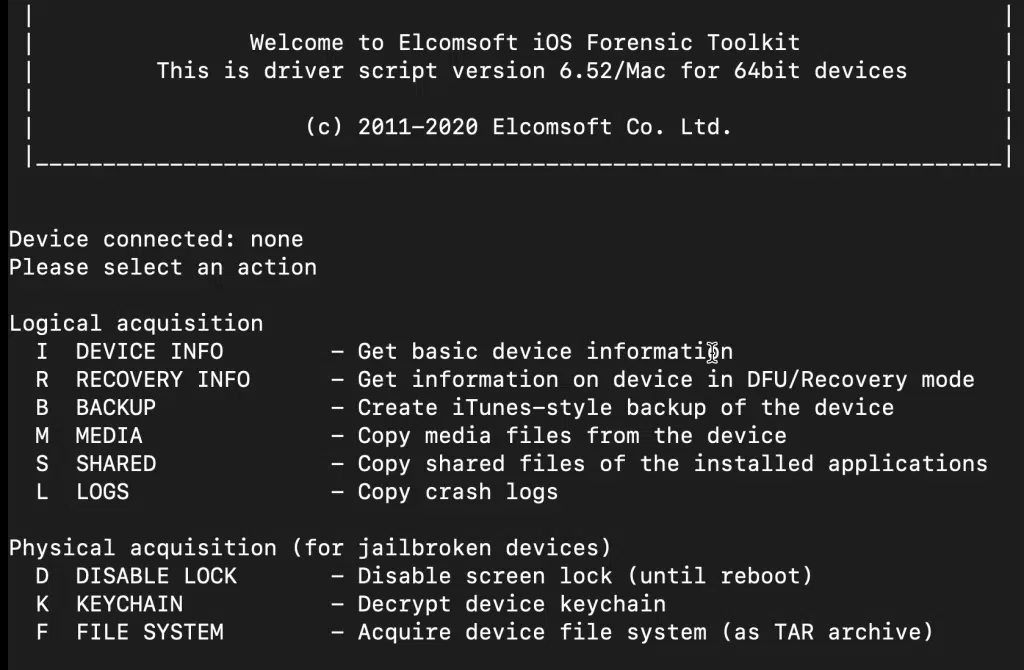 Welcome to Elcomsoft iOS Forensic Toolkit
This is driver script version 6.52/Mac for 64bit devices
(c) 2011-2020 Elcomsoft Co. Ltd.
Device connected: none
Please select an action
Logical acquisition
I DEVICE INFO - Get basic device information
R RECOVERY INFO - Get information on device in DFU/Recovery mode
B BACKUP - Create iTunes-style backup of the device
M MEDIA - Copy media files from the device
S SHARED - Copy shared files of the installed applications
L LOGS - Copy crash logs
Physical acquisition (for jailbroken devices)
D DISABLE LOCK - Disable screen lock (until reboot)
K KEYCHAIN - Decrypt device keychain
F FILE SYSTEM - Acquire device file system (as TAR archive)